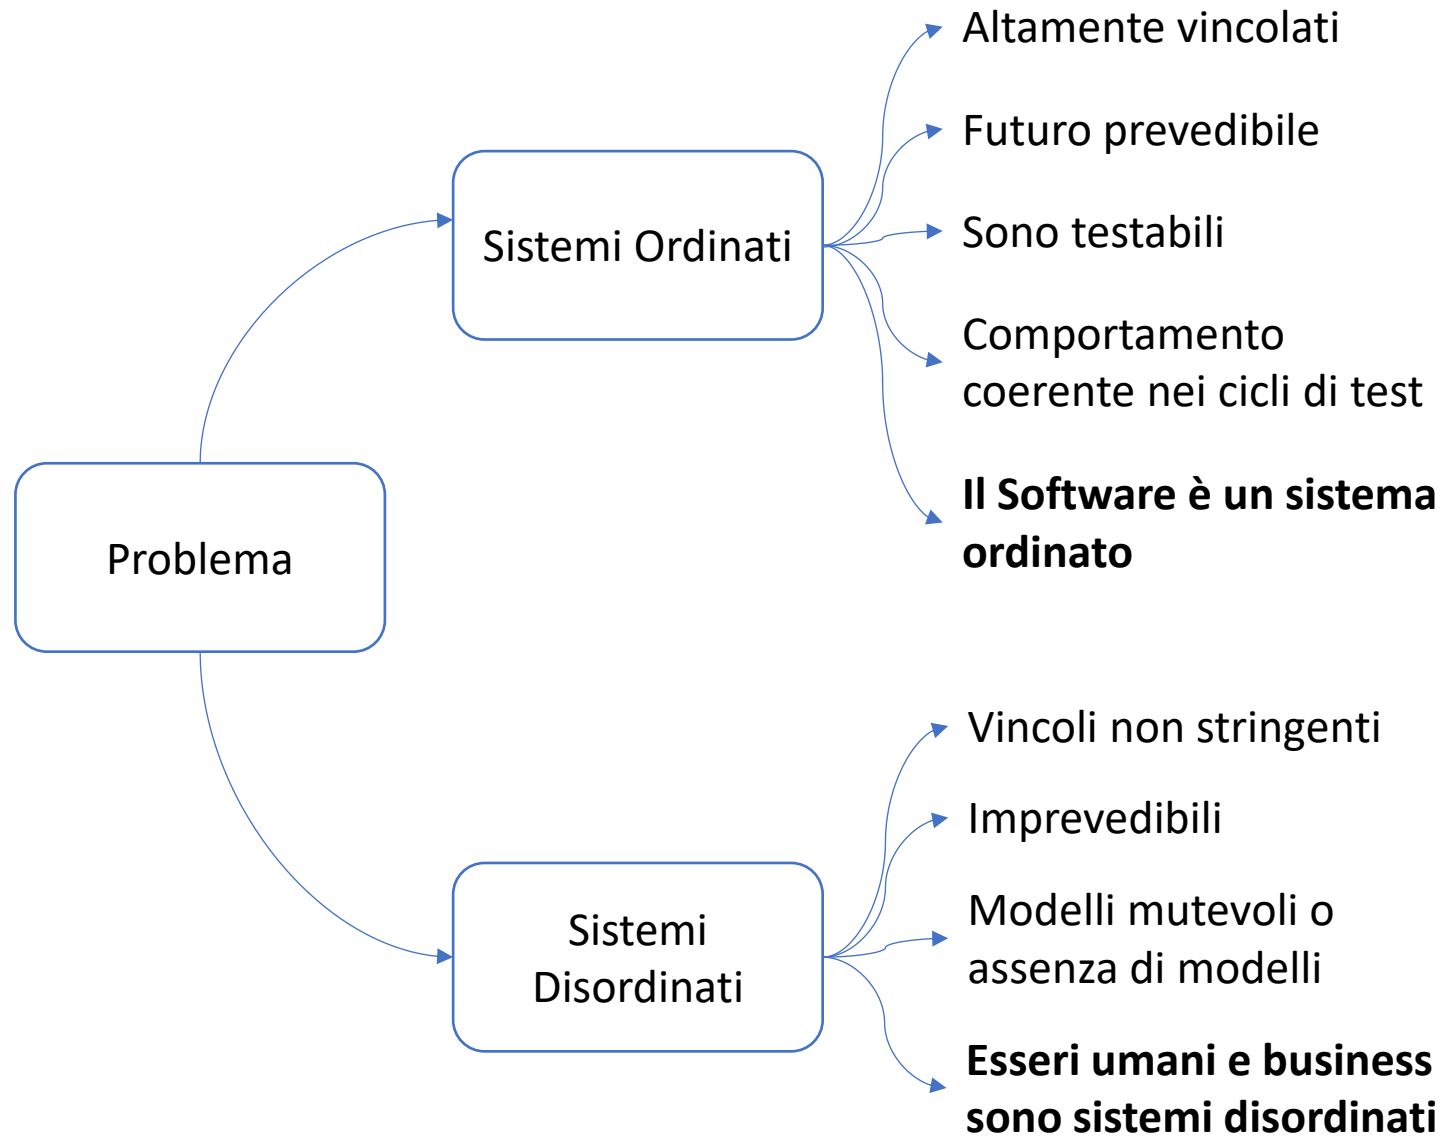 Problema
Sistemi Ordinati
Altamente vincolati
Futuro prevedibile
Sono testabili
Comportamento
coerente nei cicli di test
Il Software è un sistema
ordinato
Sistemi
Disordinati
Vincoli non stringenti
Imprevedibili
Modelli mutevoli o
assenza di modelli
Esseri umani e business
sono sistemi disordinati